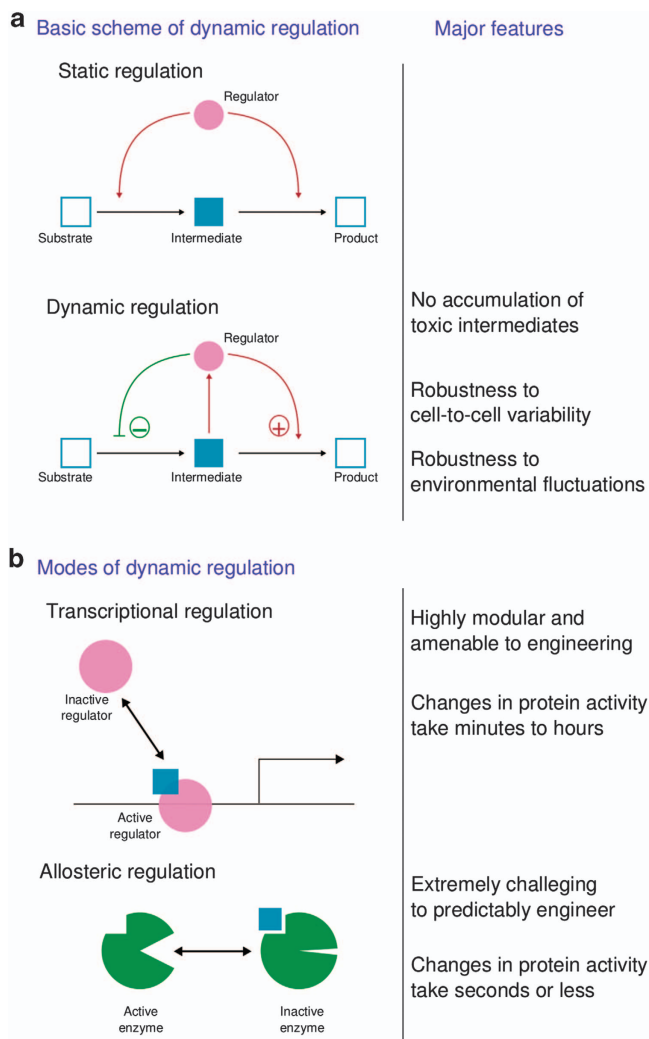 a
Basic scheme of dynamic regulation
Major features
Static regulation
Regulator
Substrate
Intermediate
Product
Dynamic regulation
Regulator
−
+
Substrate
Intermediate
Product
No accumulation of
toxic intermediates
Robustness to
cell-to-cell variability
Robustness to
environmental fluctuations
b
Modes of dynamic regulation
Transcriptional regulation
Inactive
regulator
Active
regulator
Highly modular and
amenable to engineering
Changes in protein activity
take minutes to hours
Allosteric regulation
Active
enzyme
Inactive
enzyme
Extremely challeging
to predictably engineer
Changes in protein activity
take seconds or less